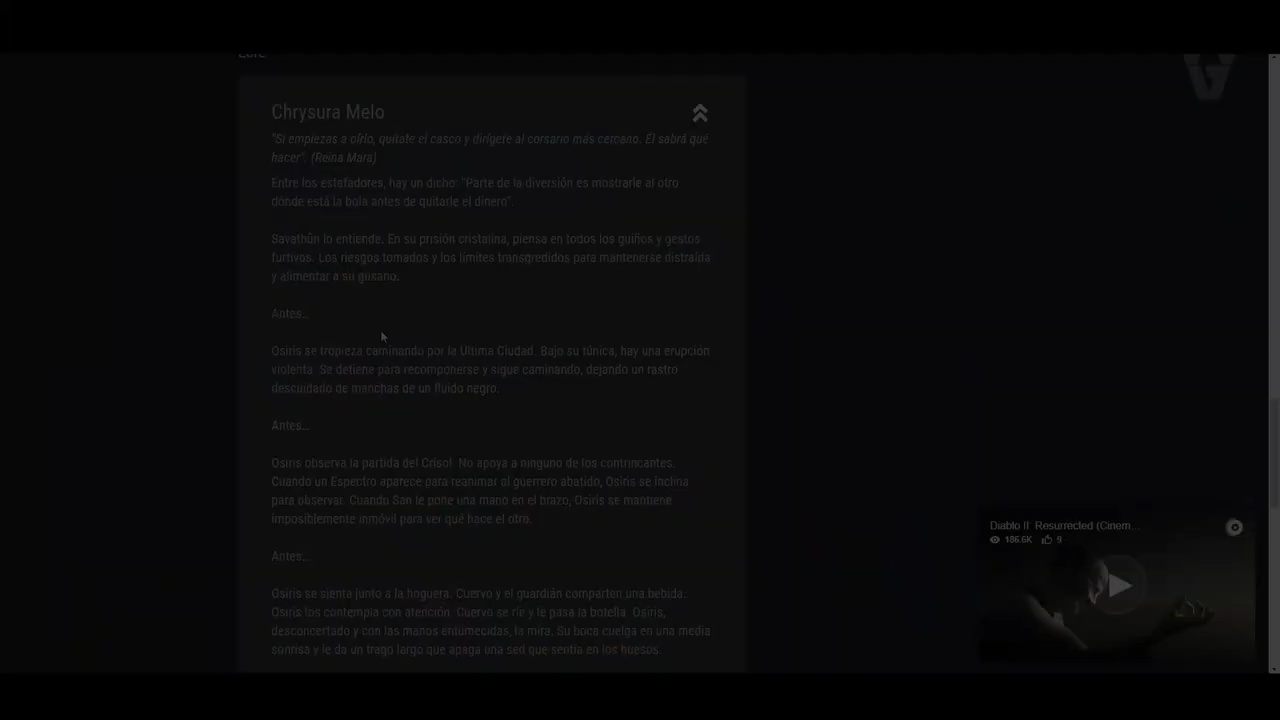 Lore
Chrysura Melo
"Si empiezas a oírlo, quítate el casco y dirígete al corsario más cercano. Él sabrá qué
hacer". (Reina Mara)
Entre los estafadores, hay un dicho: "Parte de la diversión es mostrarle al otro
dónde está la bola antes de quitarle el dinero".
Savathûn lo entiende. En su prisión cristalina, piensa en todos los guiños y gestos
furtivos. Los riesgos tomados y los límites transgredidos para mantenerse distraída
y alimentar a su gusano.
Antes…
Osiris se tropieza caminando por la Última Ciudad. Bajo su túnica, hay una erupción
violenta. Se detiene para recomponerse y sigue caminando, dejando un rastro
descuidado de manchas de un fluido negro.
Antes…
Osiris observa la partida del Crisol. No apoya a ninguno de los contrincantes.
Cuando un Espectro aparece para reanimar al guerrero abatido, Osiris se inclina
para observar. Cuando San le pone una mano en el brazo, Osiris se mantiene
imposiblemente inmóvil para ver qué hace el otro.
Antes…
Osiris se sienta junto a la hoguera. Cuervo y el guardián comparten una bebida.
Osiris los contempla con atención. Cuervo se ríe y le pasa la botella. Osiris,
desconcertado y con las manos entumecidas, la mira. Su boca cuelga en una media
sonrisa y le da un trago largo que apaga una sed que sentía en los huesos.
Diablo II Resurrected (Cinem...
186.6K 9